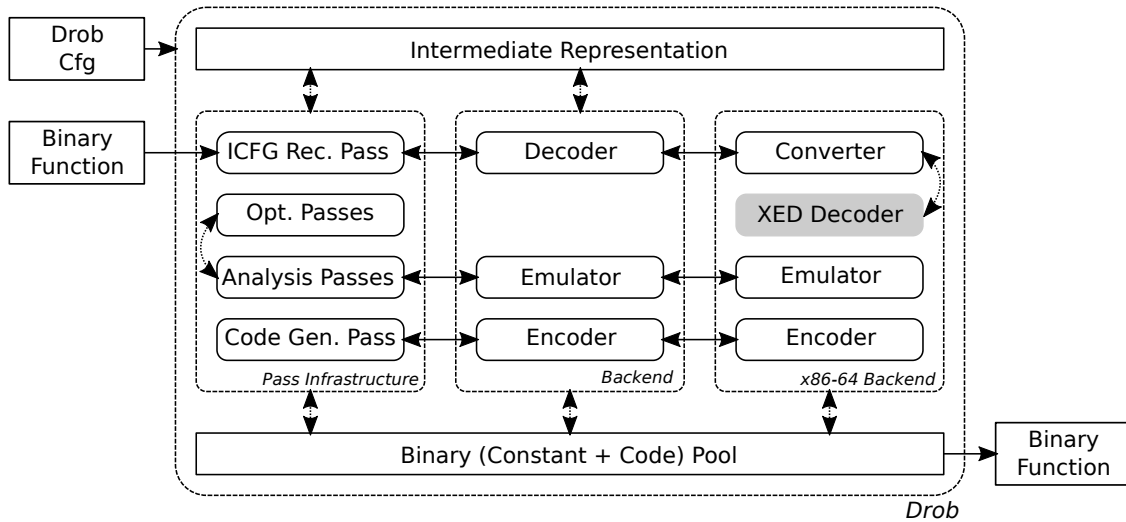 Drob
Cfg
Intermediate Representation
Binary
Function
ICFG Rec. Pass
Decoder
Converter
Opt. Passes
XED Decoder
Analysis Passes
Emulator
Emulator
Code Gen. Pass
Encoder
Encoder
Pass Infrastructure
Backend
x86-64 Backend
Binary (Constant + Code) Pool
Binary
Function
Drob